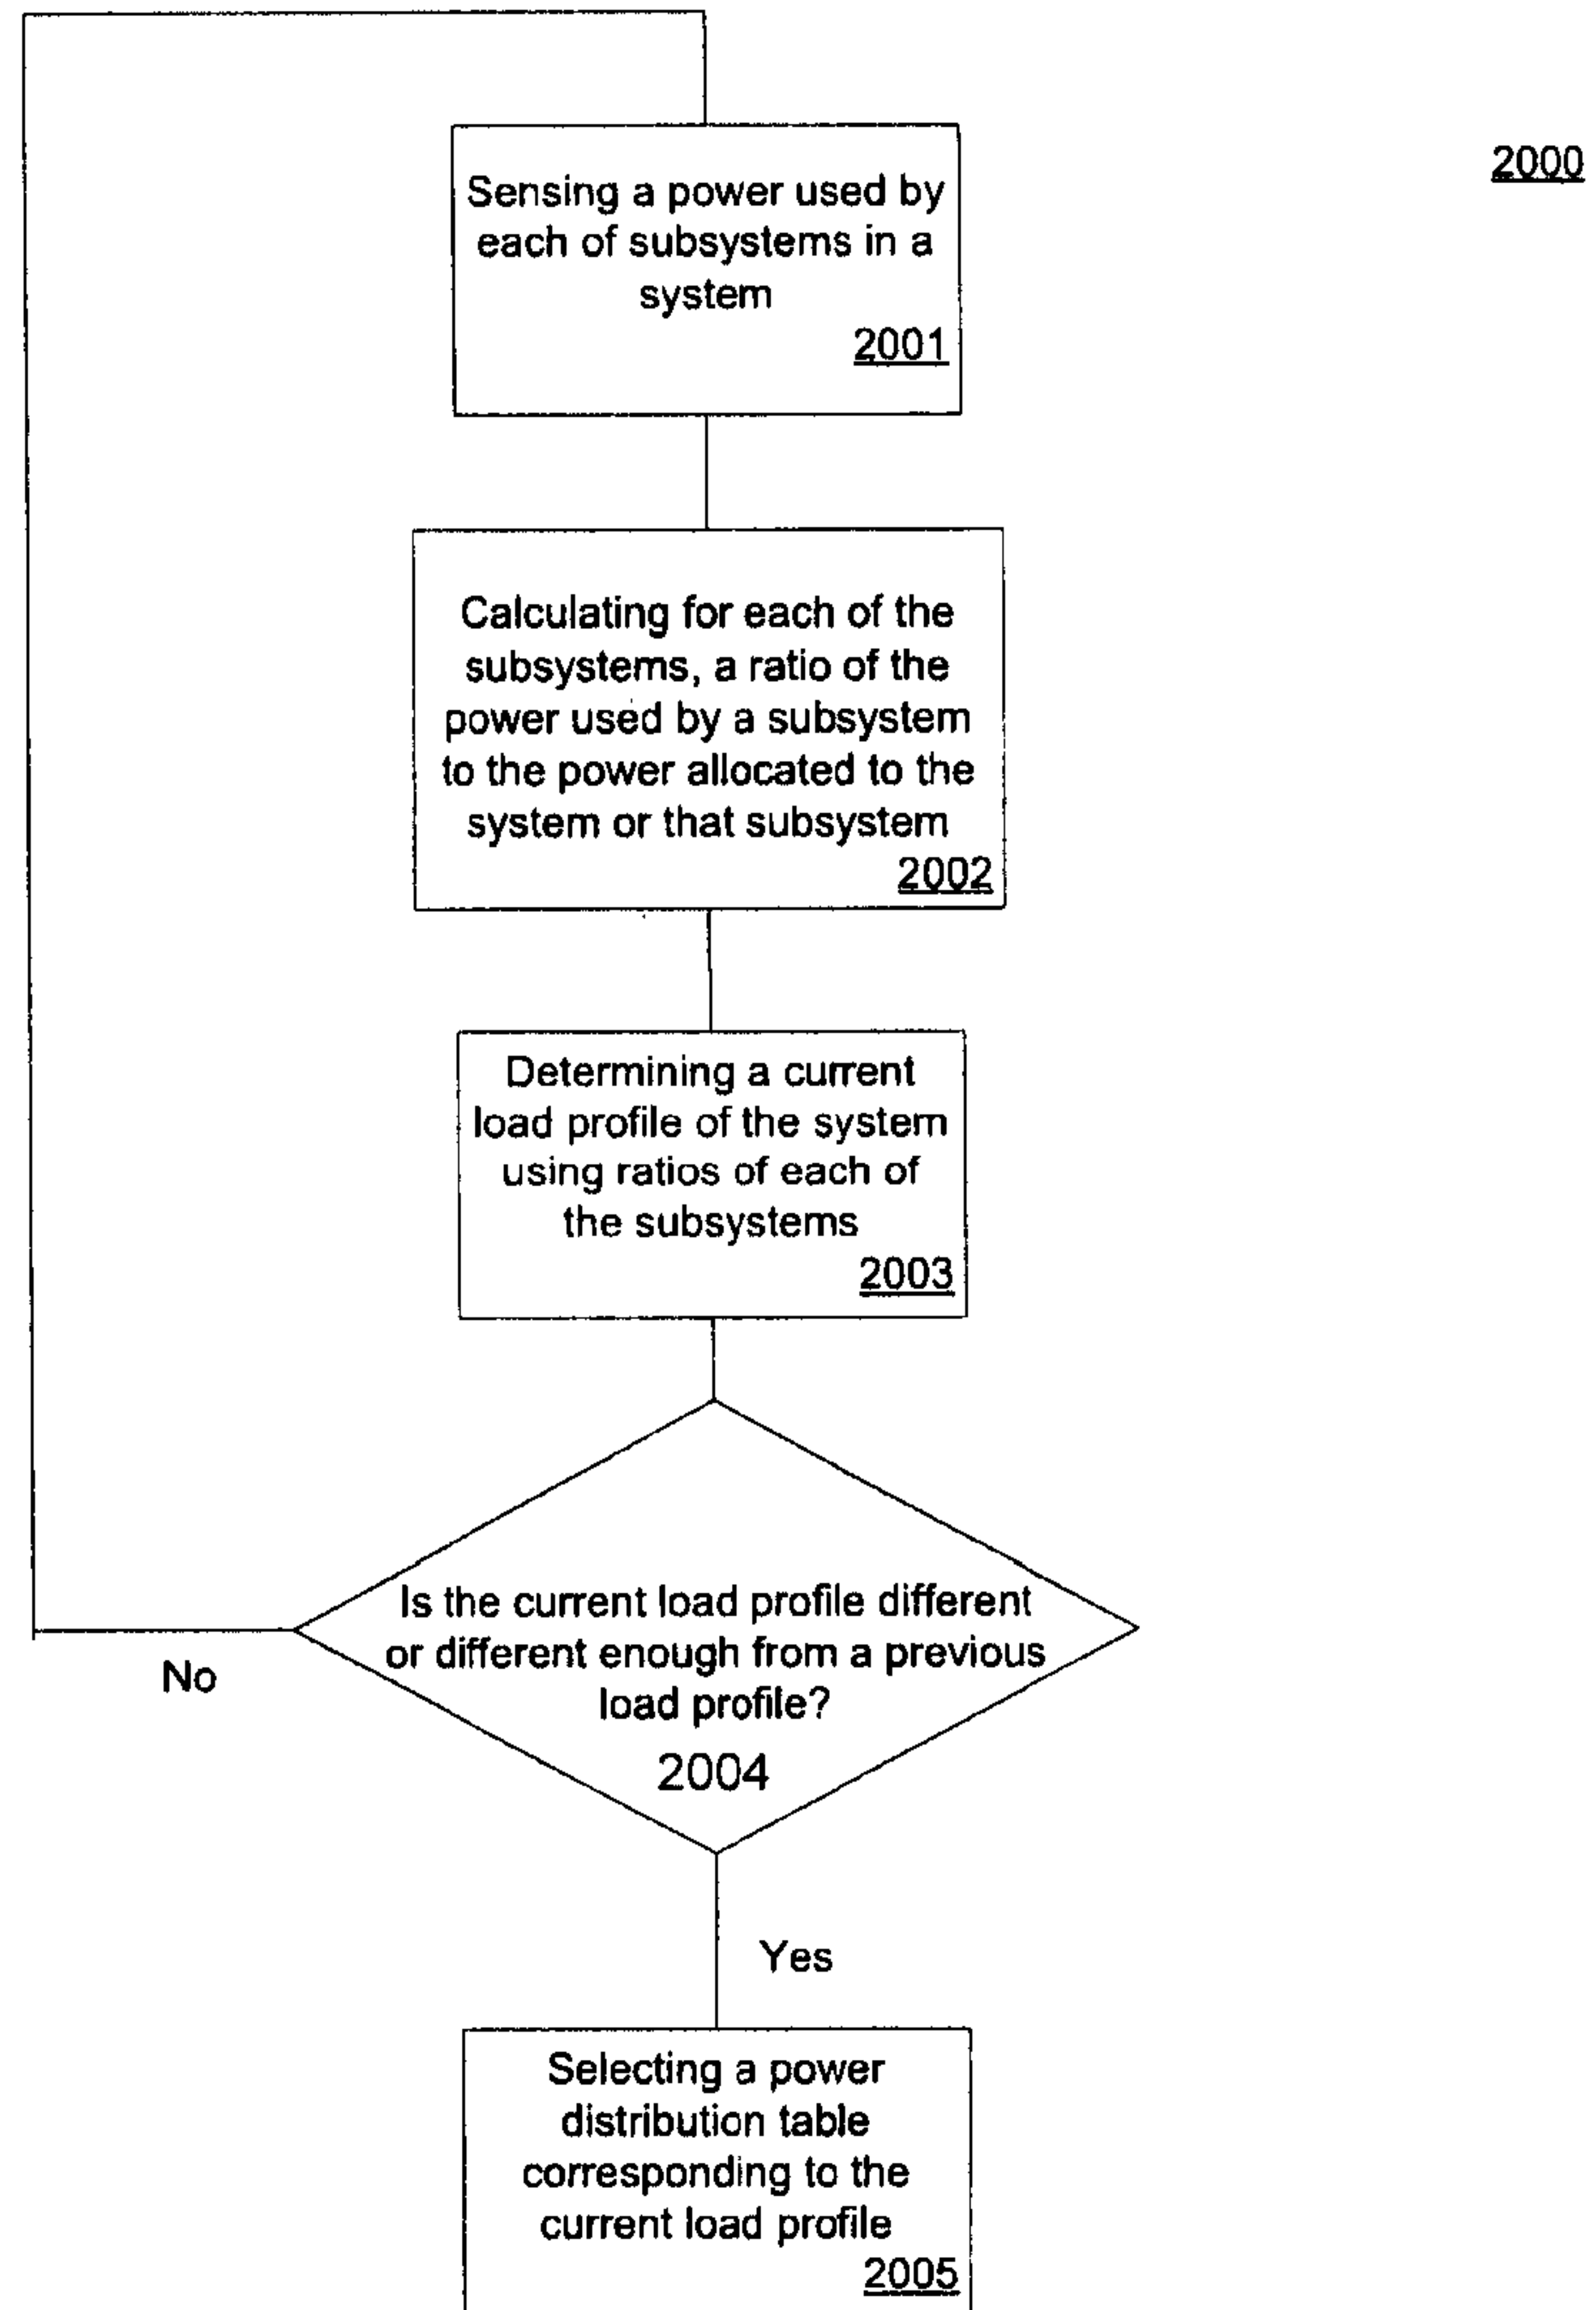 2000
Sensing a power used by
each of subsystems in a
system
2001
Calculating for each of the
subsystems, a ratio of the
power used by a subsystem
to the power allocated to the
system or that subsystem
2002
Determining a current
load profile of the system
using ratios of each of
the subsystems
2003
Is the current load profile different
or different enough from a previous
load profile?
2004
No
Yes
Selecting a power
distribution table
corresponding to the
current load profile
2005